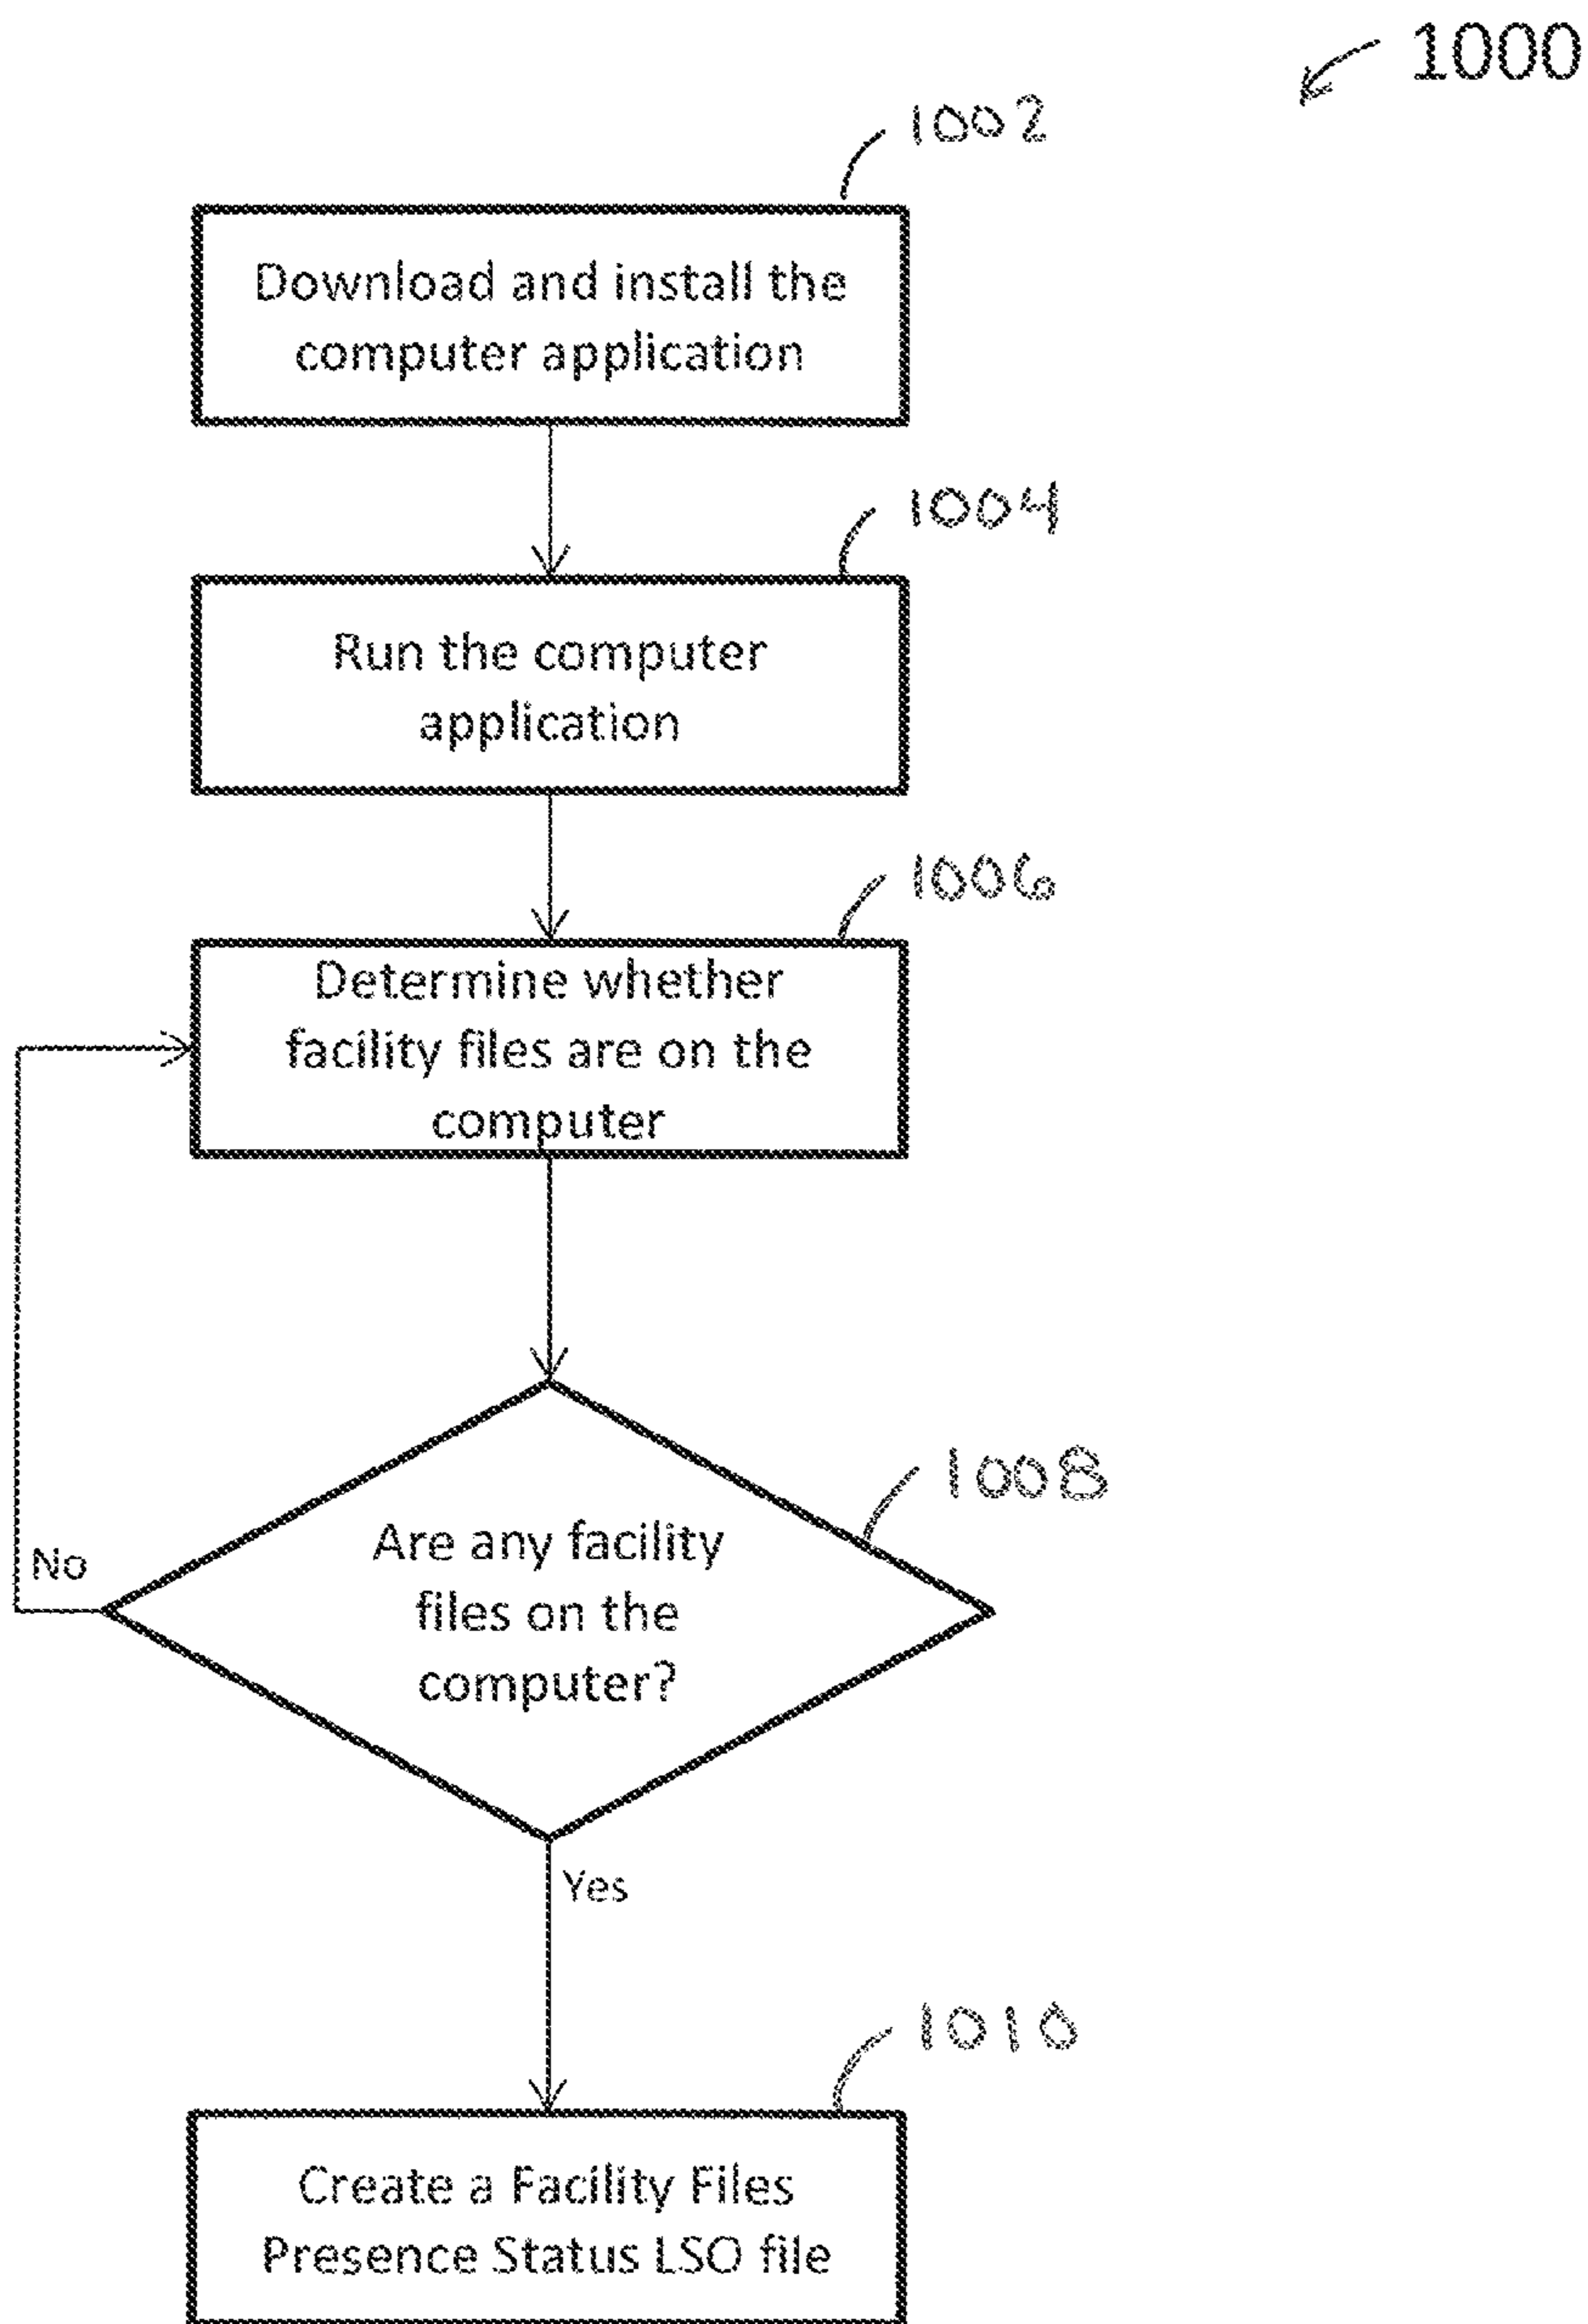 1000
1002
Download and install the
computer application
1004
Run the computer
application
1006
Determine whether
facility files are on the
computer
1008
Are any facility
files on the
computer?
No
Yes
1010
Create a Facility Files
Presence Status LSO file